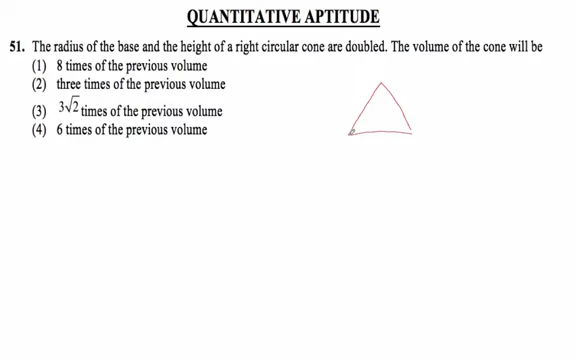 QUANTITATIVE APTITUDE
51. The radius of the base and the height of a right circular cone are doubled. The volume of the cone will be
(1) 8 times of the previous volume
(2) three times of the previous volume
(3) 3√2 times of the previous volume
(4) 6 times of the previous volume